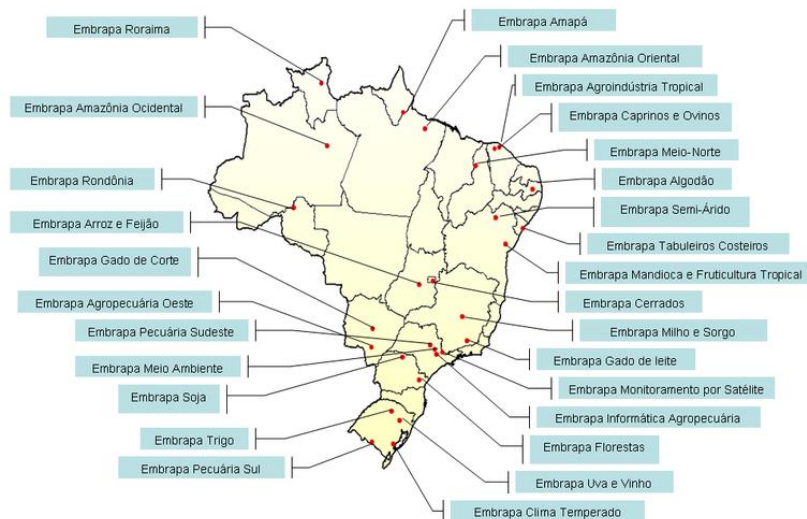 Embrapa Roraima
Embrapa Amazônia Ocidental
Embrapa Rondônia
Embrapa Arroz e Feijão
Embrapa Gado de Corte
Embrapa Agropecuária Oeste
Embrapa Pecuária Sudeste
Embrapa Meio Ambiente
Embrapa Soja
Embrapa Trigo
Embrapa Pecuária Sul
Embrapa Amapá
Embrapa Amazônia Oriental
Embrapa Agroindústria Tropical
Embrapa Caprinos e Ovinos
Embrapa Meio-Norte
Embrapa Algodão
Embrapa Semi-Árido
Embrapa Tabuleiros Costeiros
Embrapa Mandioca e Fruticultura Tropical
Embrapa Cerrados
Embrapa Milho e Sorgo
Embrapa Gado de leite
Embrapa Monitoramento por Satélite
Embrapa Informática Agropecuária
Embrapa Florestas
Embrapa Uva e Vinho
Embrapa Clima Temperado